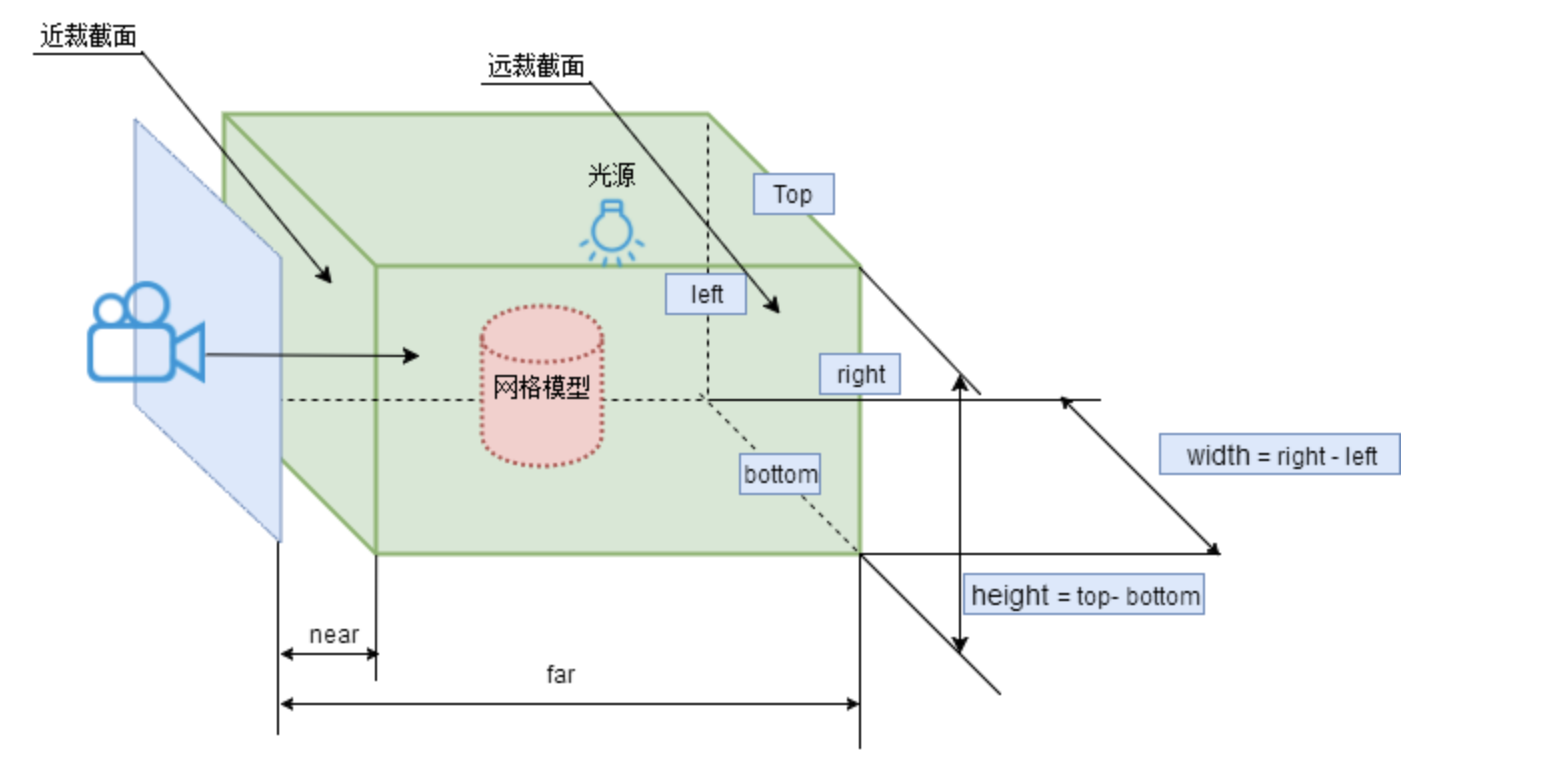 近裁截面
远裁截面
光源
Top
left
right
网格模型
bottom
width = right - left
height = top- bottom
near
far